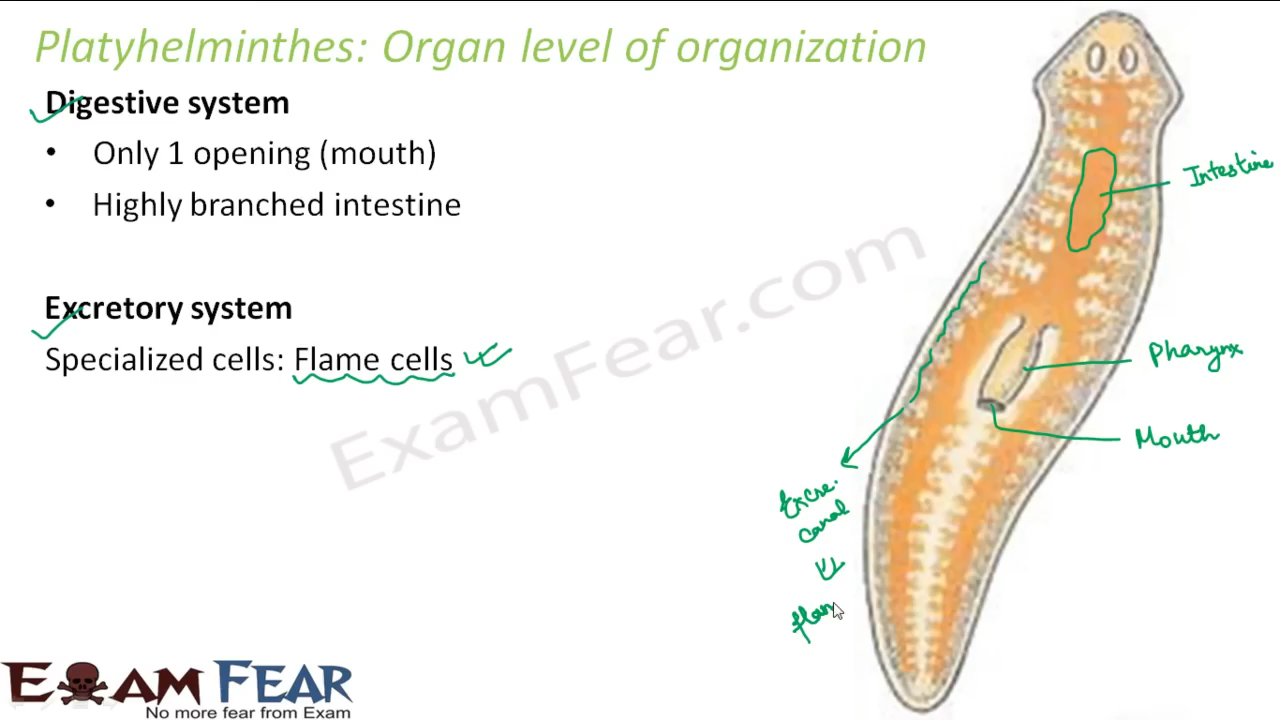 Platyhelminthes: Organ level of organization
Digestive system
• Only 1 opening (mouth)
• Highly branched intestine
Excretory system
Specialized cells: Flame cells
Intestine
Pharynx
Mouth
Excre.
canal
flam
ExamFear.com
EXAM FEAR
No more fear from Exam